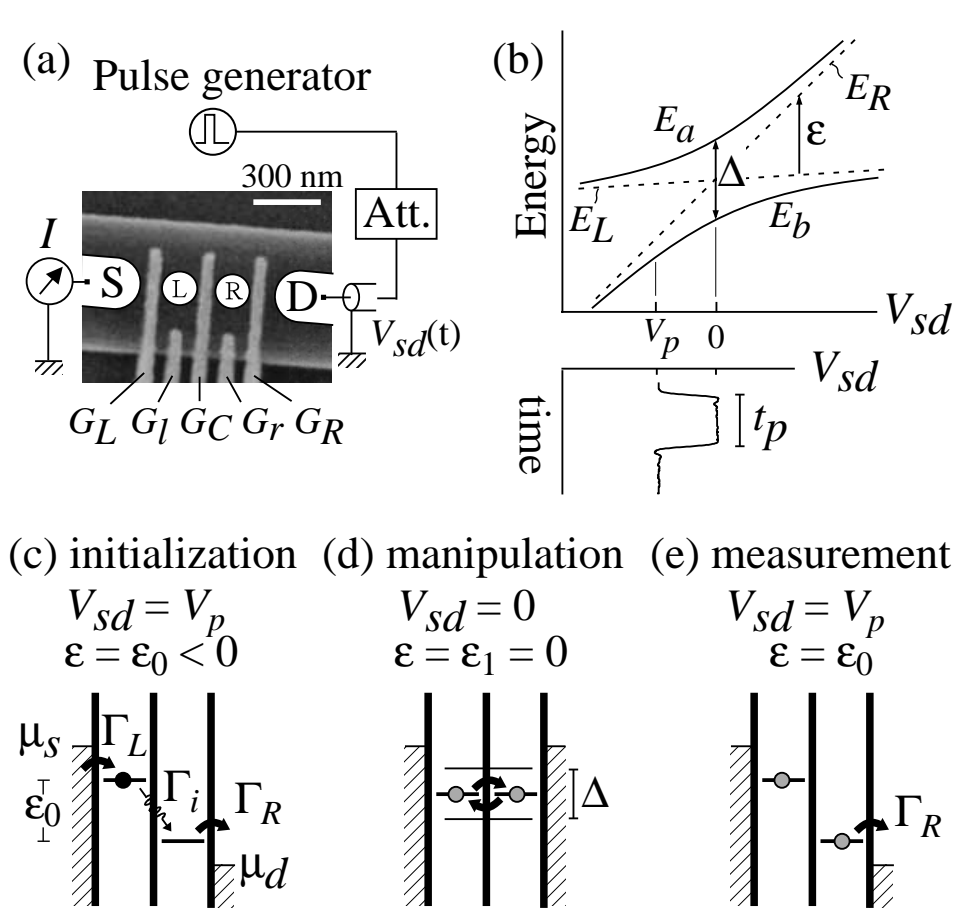 (a)
Pulse generator
300 nm
Att.
I
S
L
R
D
V_sd(t)
G_L G_l G_C G_r G_R
(b)
Energy
E_a
E_R
ε
Δ
E_L
E_b
V_p
0
V_sd
V_sd
time
t_p
(c) initialization
V_sd = V_p
ε = ε_0 < 0
μ_s
Γ_L
ε_0
Γ_i
Γ_R
μ_d
(d) manipulation
V_sd = 0
ε = ε_1 = 0
Δ
(e) measurement
V_sd = V_p
ε = ε_0
Γ_R